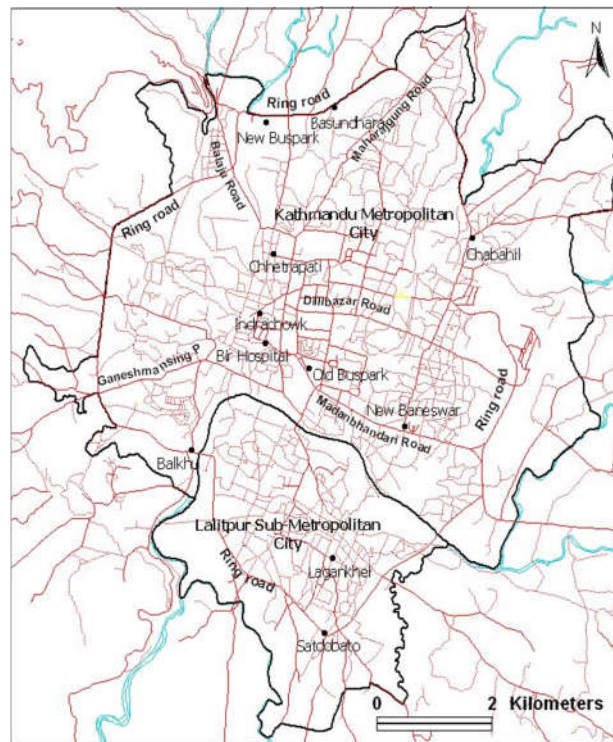 N
Ring road
Basundhara
New Buspark
Maharajgung Road
Balaju Road
Ring road
Kathmandu Metropolitan
City
Chabahil
Chhetrapati
Dillibazar Road
Indrachowk
Bir Hospital
Ganeshmansing P
Old Buspark
Ring road
New Baneswar
Madanbhandari Road
Balkhu
Lalitpur Sub-Metropolitan
City
Ring road
Lagankhel
Satdobato
0 2 Kilometers